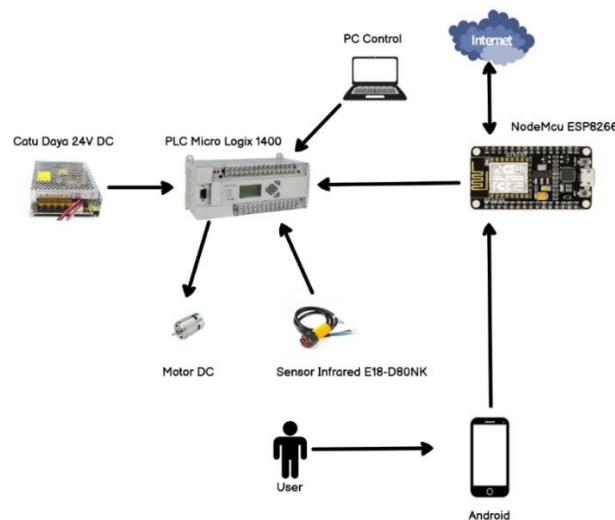 PC Control
Internet
NodeMcu ESP8266
Catu Daya 24V DC
PLC Micro Logix 1400
Motor DC
Sensor Infrared E18-D80NK
User
Android